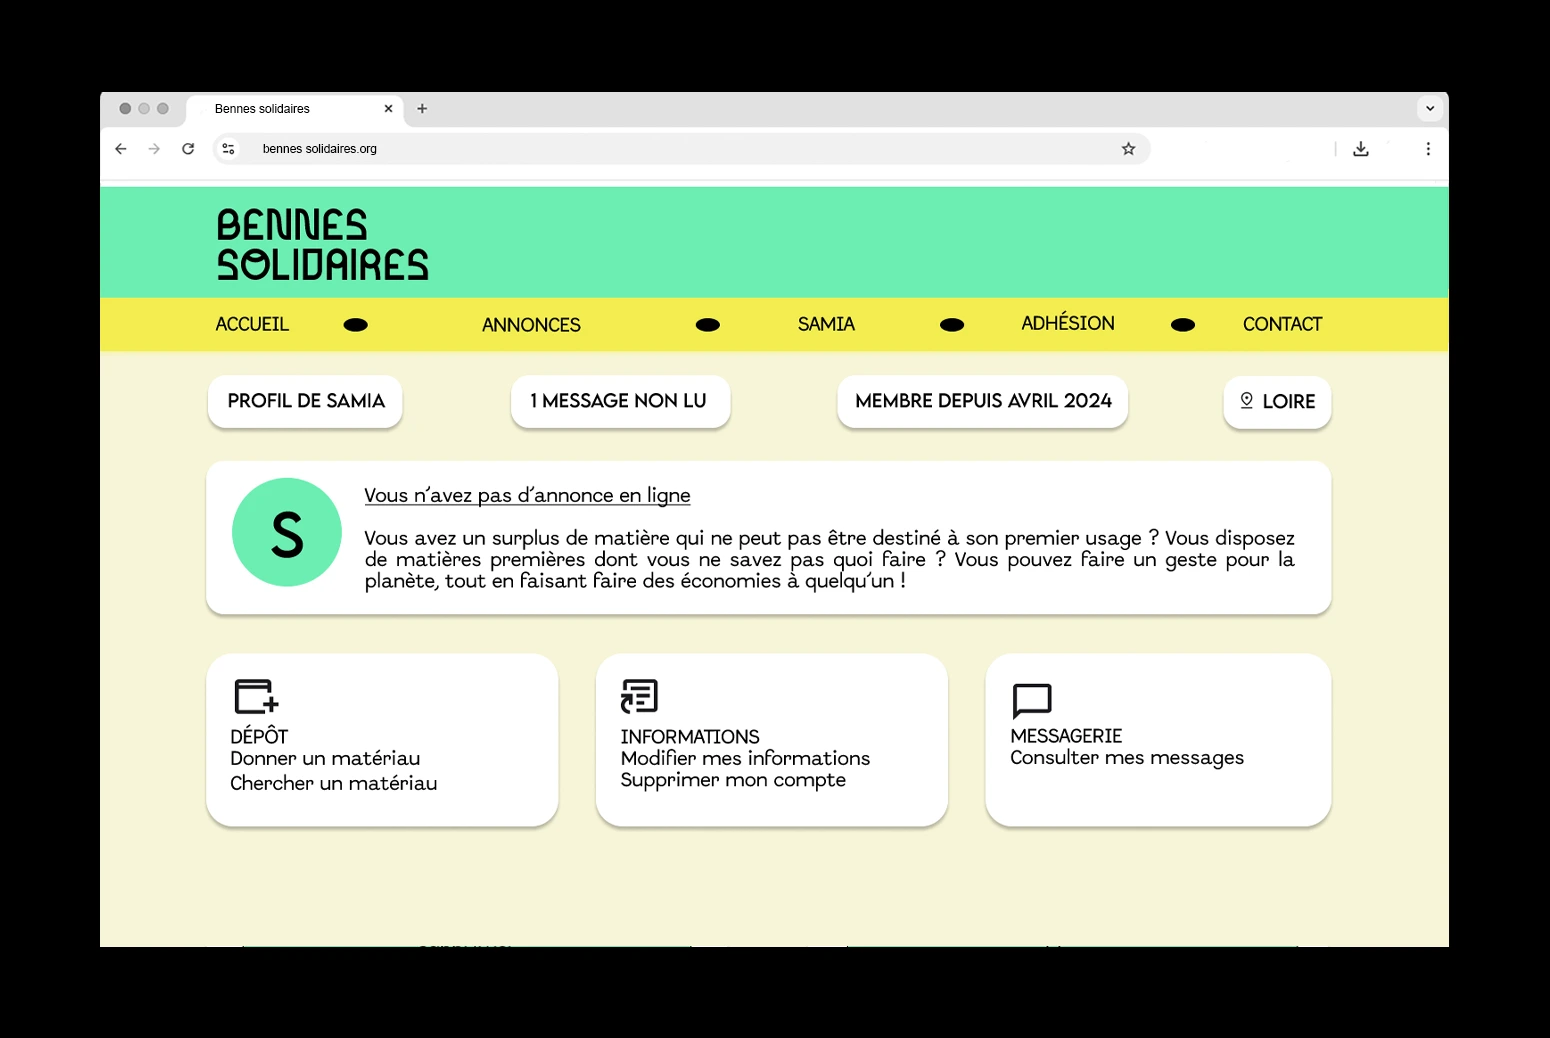 Bennes solidaires
bennes solidaires.org
BENNES
SOLIDAIRES
ACCUEIL
ANNONCES
SAMIA
ADHÉSION
CONTACT
PROFIL DE SAMIA
1 MESSAGE NON LU
MEMBRE DEPUIS AVRIL 2024
LOIRE
S
Vous n'avez pas d'annonce en ligne
Vous avez un surplus de matière qui ne peut pas être destiné à son premier usage ? Vous disposez
de matières premières dont vous ne savez pas quoi faire ? Vous pouvez faire un geste pour la
planète, tout en faisant faire des économies à quelqu'un !
DÉPÔT
Donner un matériau
Chercher un matériau
INFORMATIONS
Modifier mes informations
Supprimer mon compte
MESSAGERIE
Consulter mes messages